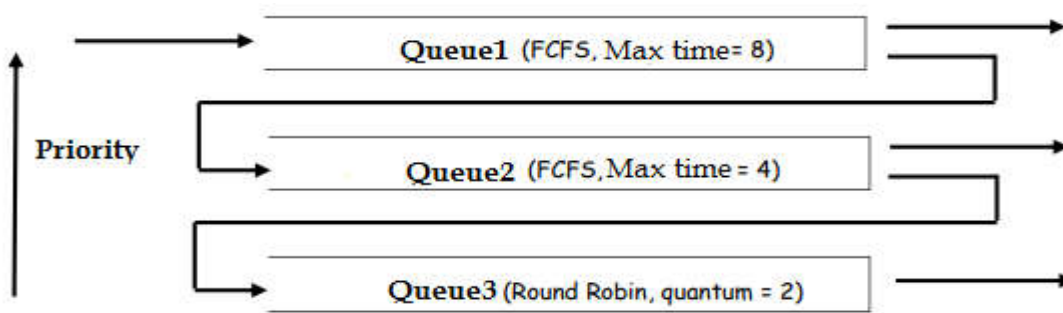 Queue1 (FCFS, Max time= 8)
Priority
Queue2 (FCFS, Max time = 4)
Queue3 (Round Robin, quantum = 2)